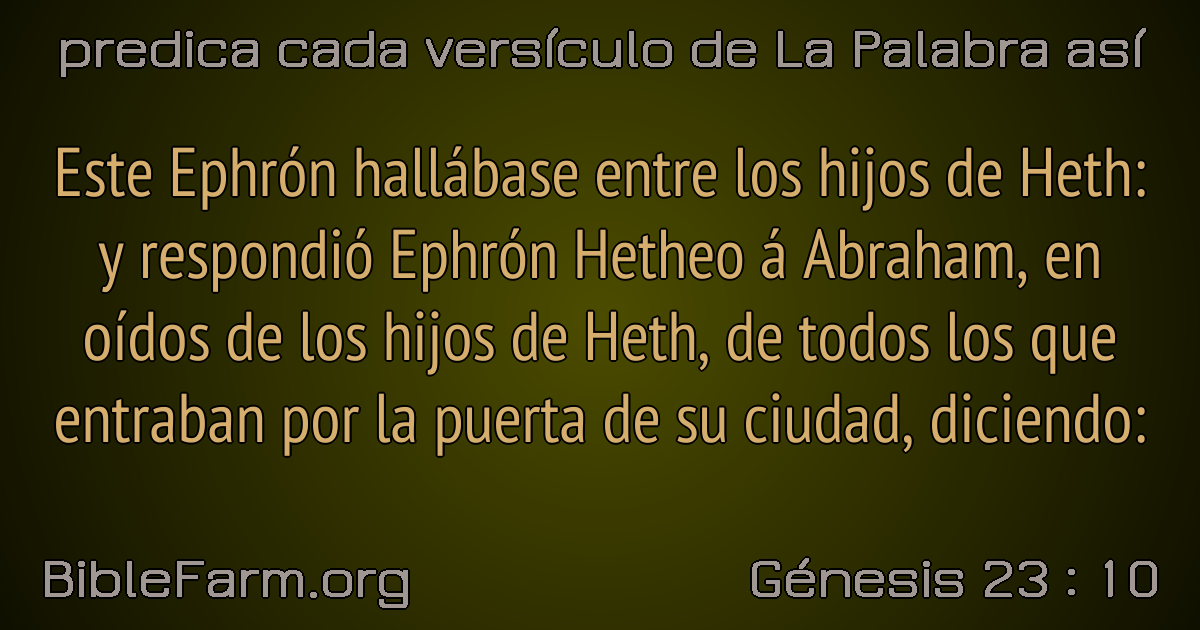 predica cada versículo de La Palabra así
Este Ephrón hallábase entre los hijos de Heth:
y respondió Ephrón Hetheo á Abraham, en
oídos de los hijos de Heth, de todos los que
entraban por la puerta de su ciudad, diciendo:
BibleFarm.org
Génesis 23 : 10